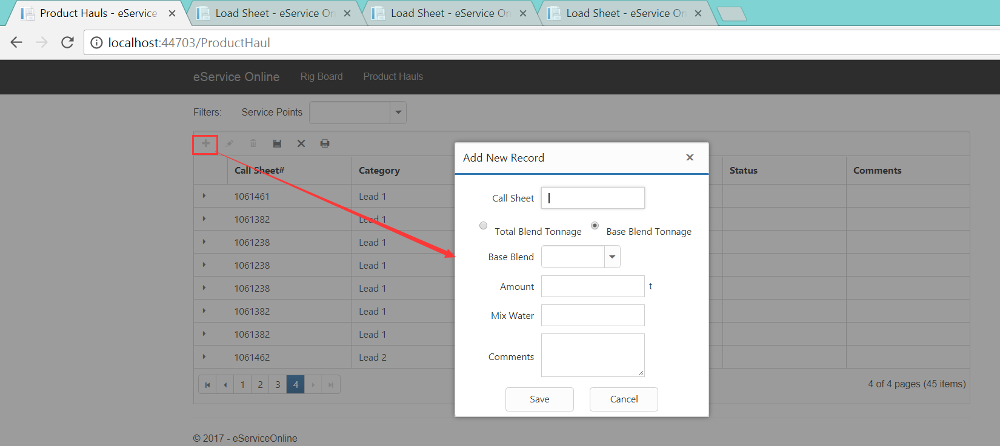 Product Hauls - eService
Load Sheet - eService On
Load Sheet - eService On
Load Sheet - eService On
localhost:44703/ProductHaul
eService Online Rig Board Product Hauls
Filters: Service Points
Call Sheet# Category Status Comments
1061461 Lead 1
1061382 Lead 1
1061238 Lead 1
1061238 Lead 1
1061238 Lead 1
1061382 Lead 1
1061382 Lead 1
1061462 Lead 2
1 2 3 4
4 of 4 pages (45 items)
Add New Record
Call Sheet
Total Blend Tonnage Base Blend Tonnage
Base Blend
Amount t
Mix Water
Comments
Save Cancel
© 2017 - eServiceOnline